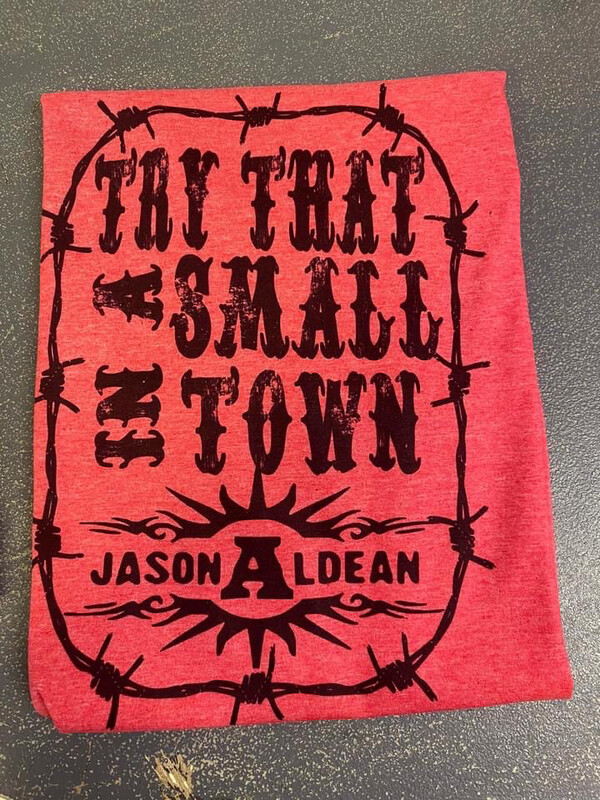 TRY THAT
IN A SMALL
TOWN
JASON ALDEAN